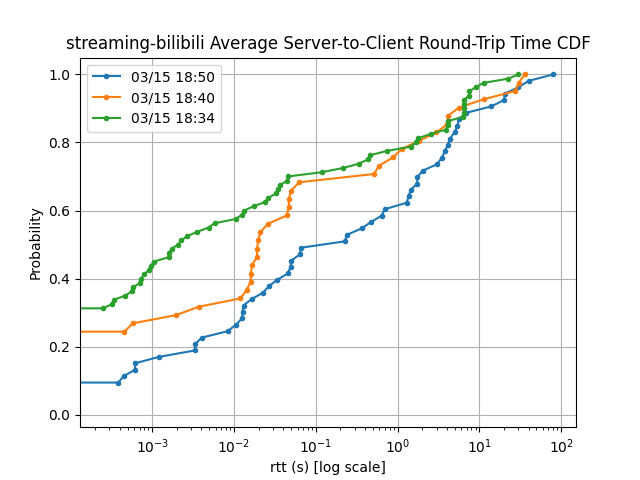 streaming-bilibili Average Server-to-Client Round-Trip Time CDF
1.0
0.8
0.6
0.4
0.2
0.0
Probability
03/15 18:50
03/15 18:40
03/15 18:34
10⁻³ 10⁻² 10⁻¹ 10⁰ 10¹ 10²
rtt (s) [log scale]